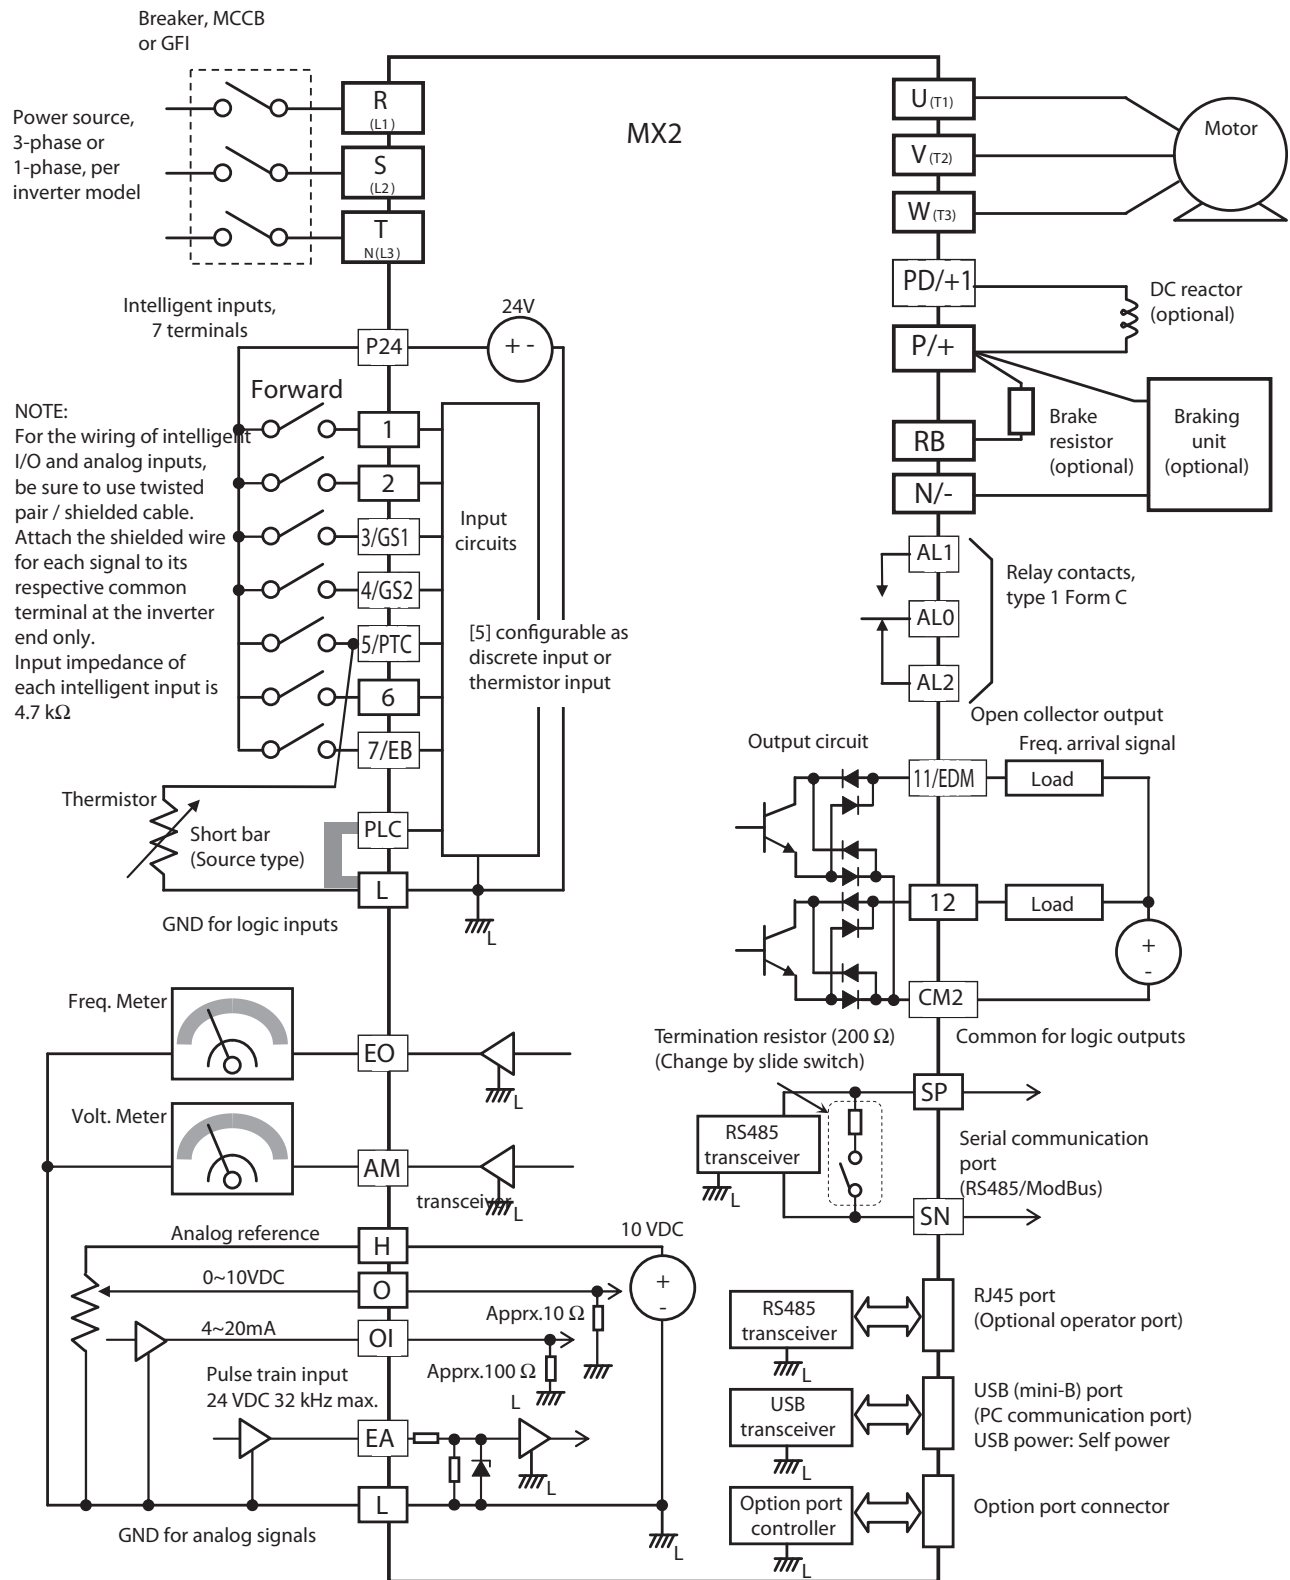 Breaker, MCCB
or GFI
Power source,
3-phase or
1-phase, per
inverter model
R
(L1)
S
(L2)
T
N(L3)
MX2
U(T1)
V(T2)
W(T3)
Motor
PD/+1
DC reactor
(optional)
P/+
RB
Brake
resistor
(optional)
Braking
unit
(optional)
N/-
Intelligent inputs,
7 terminals
P24
24V
+ -
Forward
NOTE:
For the wiring of intelligent
I/O and analog inputs,
be sure to use twisted
pair / shielded cable.
Attach the shielded wire
for each signal to its
respective common
terminal at the inverter
end only.
Input impedance of
each intelligent input is
4.7 kΩ
1
2
3/GS1
4/GS2
5/PTC
6
7/EB
Input
circuits
[5] configurable as
discrete input or
thermistor input
AL1
AL0
AL2
Relay contacts,
type 1 Form C
Open collector output
Output circuit
Freq. arrival signal
11/EDM
Load
12
Load
+
-
CM2
Common for logic outputs
Thermistor
Short bar
(Source type)
PLC
L
GND for logic inputs
L
Freq. Meter
EO
L
Volt. Meter
AM
transceiver
L
Termination resistor (200 Ω)
(Change by slide switch)
SP
RS485
transceiver
L
Serial communication
port
(RS485/ModBus)
SN
Analog reference
H
10 VDC
+
-
0~10VDC
O
Apprx.10 Ω
4~20mA
OI
Apprx.100 Ω
Pulse train input
24 VDC 32 kHz max.
L
EA
L
L
GND for analog signals
L
RS485
transceiver
L
RJ45 port
(Optional operator port)
USB
transceiver
L
USB (mini-B) port
(PC communication port)
USB power: Self power
Option port
controller
L
Option port connector